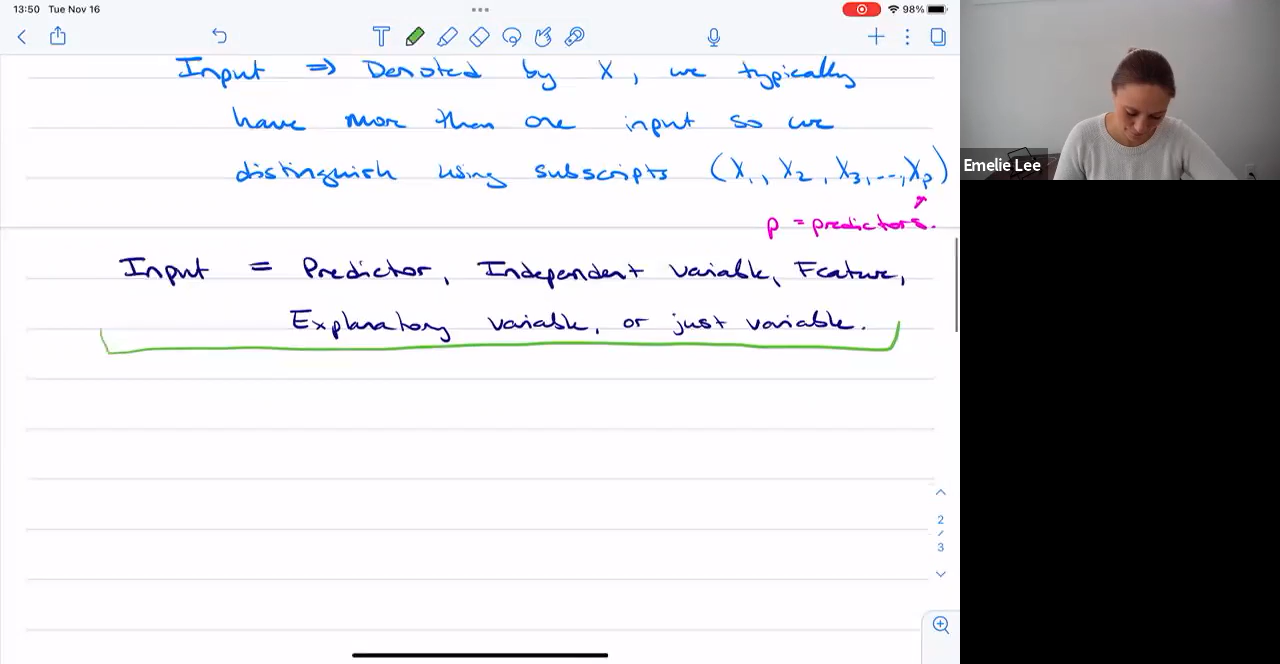 13:50 Tue Nov 16
98%
Input ⇒ Denoted by X, we typically
have more than one input so we
distinguish using subscripts (X₁, X₂, X₃,...,Xp)
p = predictors.
Input = Predictor, Independent variable, Feature,
Explanatory variable, or just variable.
Emelie Lee
2
/
3